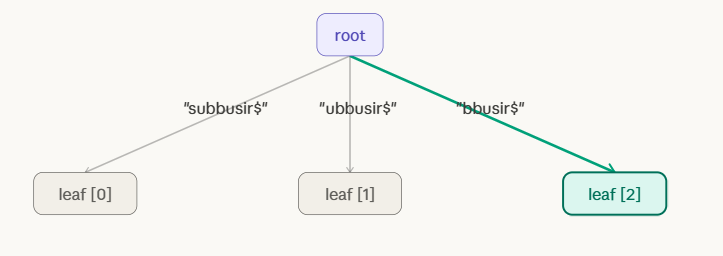 root
"subbusir$"
"ubbusir$"
"bbusir$"
leaf [0]
leaf [1]
leaf [2]